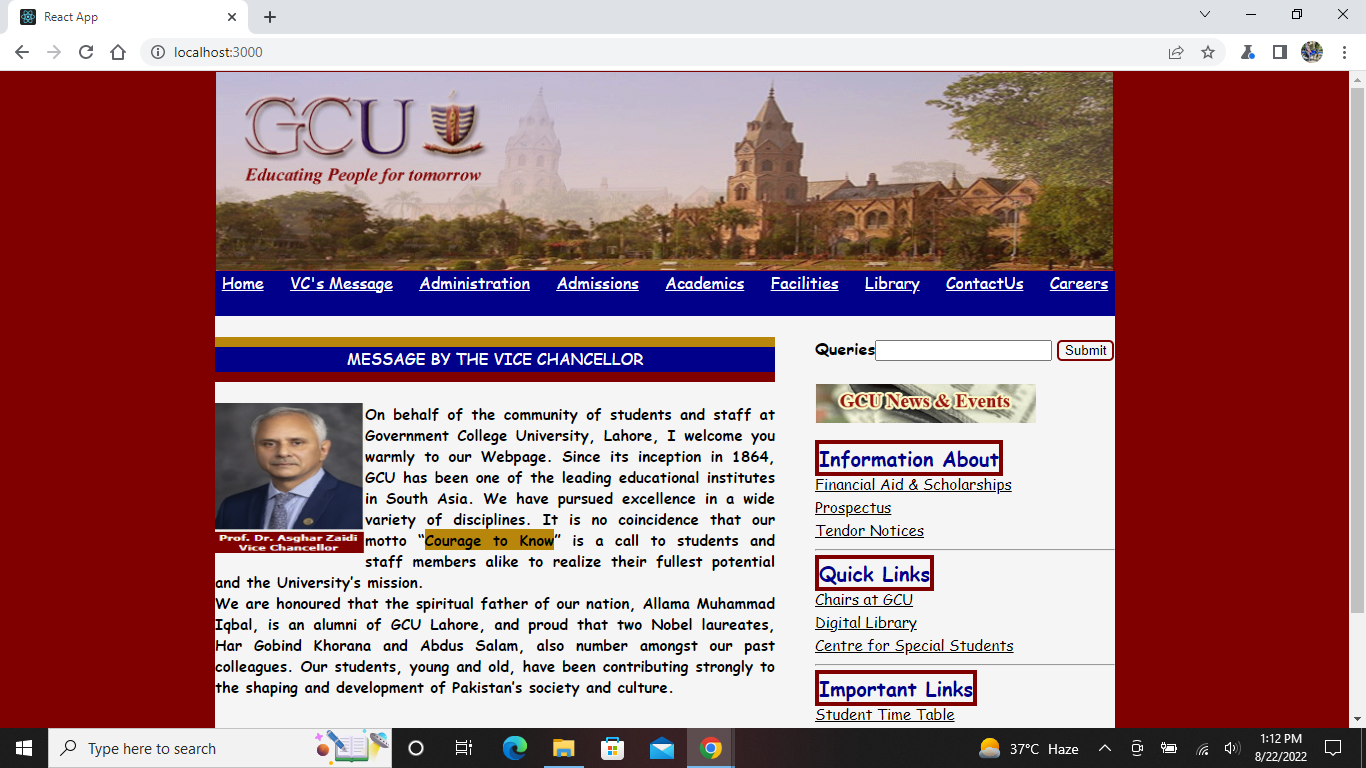 React App
localhost:3000
GCU
Educating People for tomorrow
Home VC's Message Administration Admissions Academics Facilities Library ContactUs Careers
MESSAGE BY THE VICE CHANCELLOR
On behalf of the community of students and staff at
Government College University, Lahore, I welcome you
warmly to our Webpage. Since its inception in 1864,
GCU has been one of the leading educational institutes
in South Asia. We have pursued excellence in a wide
variety of disciplines. It is no coincidence that our
motto “Courage to Know” is a call to students and
staff members alike to realize their fullest potential
and the University’s mission.
We are honoured that the spiritual father of our nation, Allama Muhammad
Iqbal, is an alumni of GCU Lahore, and proud that two Nobel laureates,
Har Gobind Khorana and Abdus Salam, also number amongst our past
colleagues. Our students, young and old, have been contributing strongly to
the shaping and development of Pakistan’s society and culture.
Prof. Dr. Asghar Zaidi
Vice Chancellor
Queries Submit
GCU News & Events
Information About
Financial Aid & Scholarships
Prospectus
Tendor Notices
Quick Links
Chairs at GCU
Digital Library
Centre for Special Students
Important Links
Student Time Table
Type here to search
37°C Haze
1:12 PM
8/22/2022